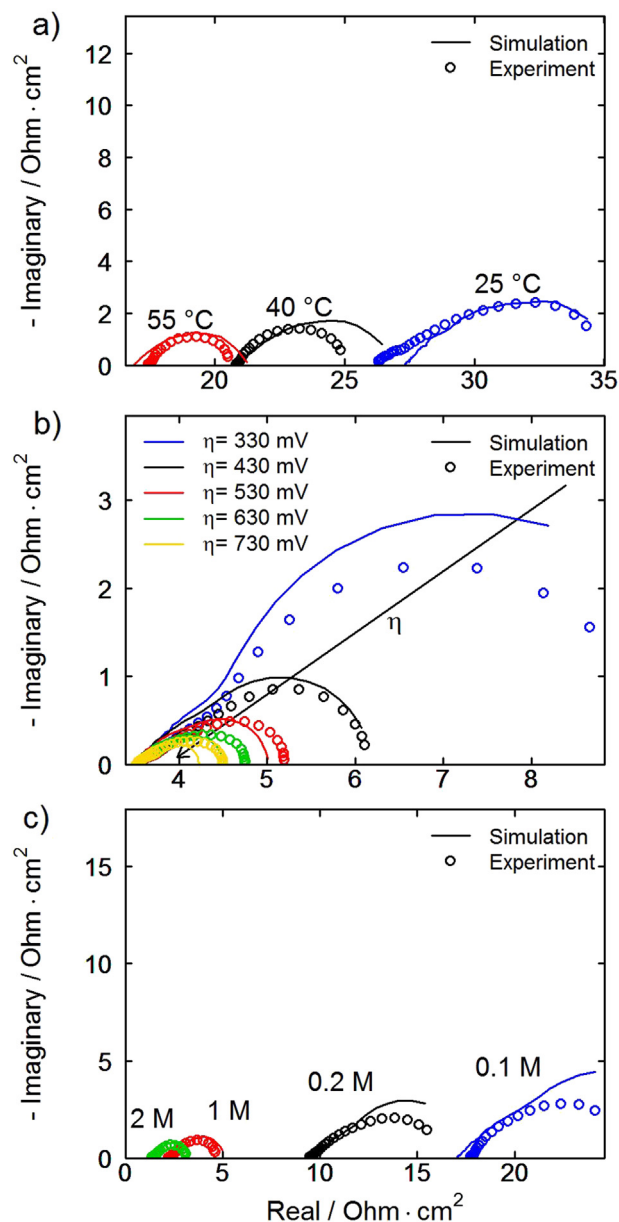 a)
- Imaginary / Ohm · cm²
12
10
8
6
4
2
0
Simulation
Experiment
55 °C
40 °C
25 °C
20
25
30
35
b)
- Imaginary / Ohm · cm²
3
2
1
0
η= 330 mV
η= 430 mV
η= 530 mV
η= 630 mV
η= 730 mV
Simulation
Experiment
η
4
5
6
7
8
c)
- Imaginary / Ohm · cm²
15
10
5
0
Simulation
Experiment
2 M
1 M
0.2 M
0.1 M
0
5
10
15
20
Real / Ohm · cm²